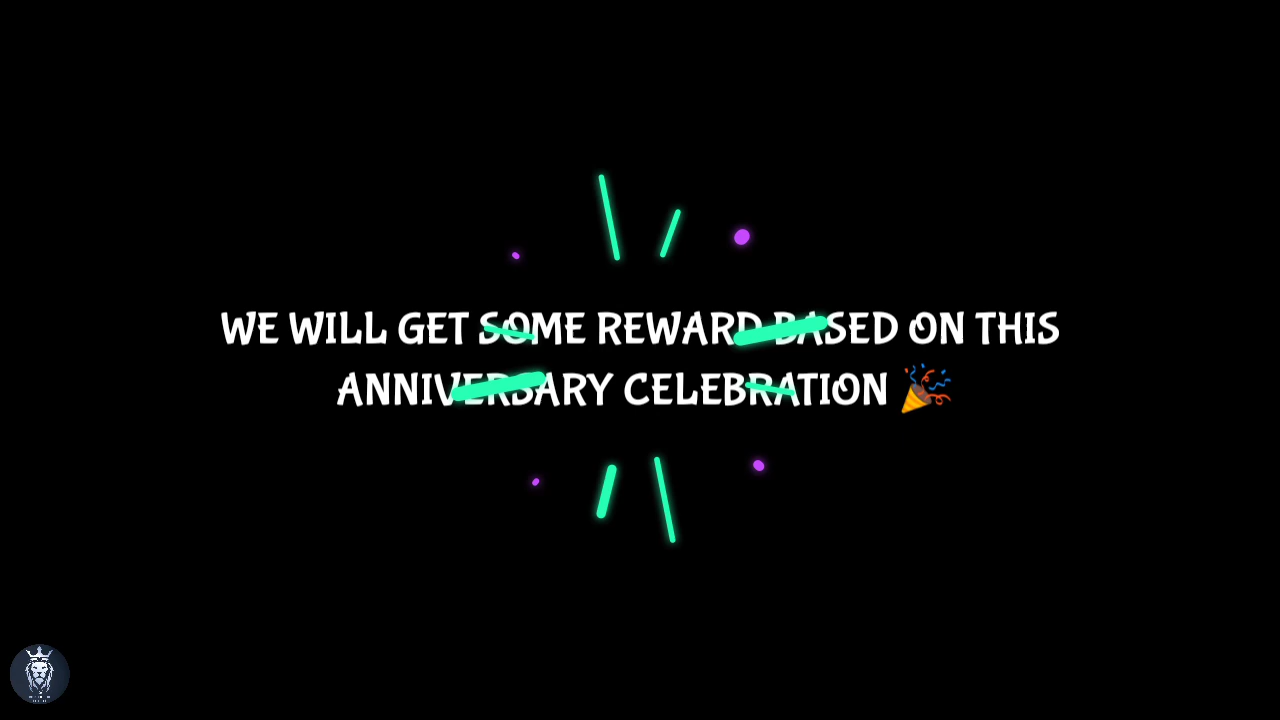 WE WILL GET SOME REWARD BASED ON THIS
ANNIVERSARY CELEBRATION 🎉